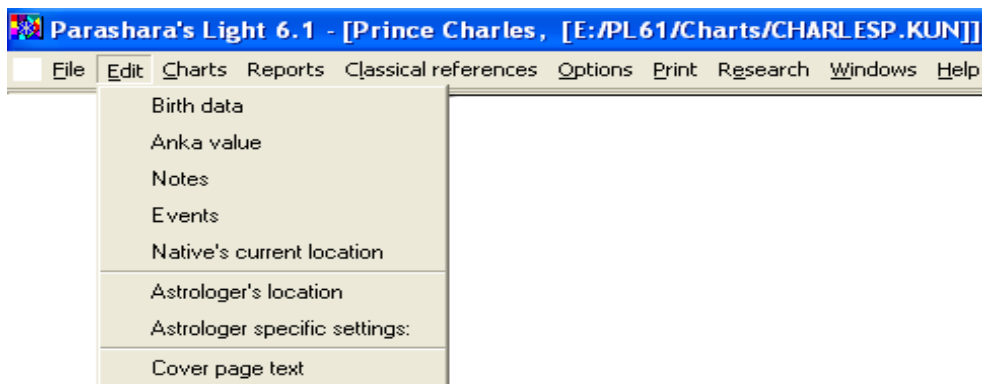 Parashara's Light 6.1 - [Prince Charles, [E:/PL61/Charts/CHARLESP.KUN]]
File Edit Charts Reports Classical references Options Print Research Windows Help
Birth data
Anka value
Notes
Events
Native's current location
Astrologer's location
Astrologer specific settings:
Cover page text